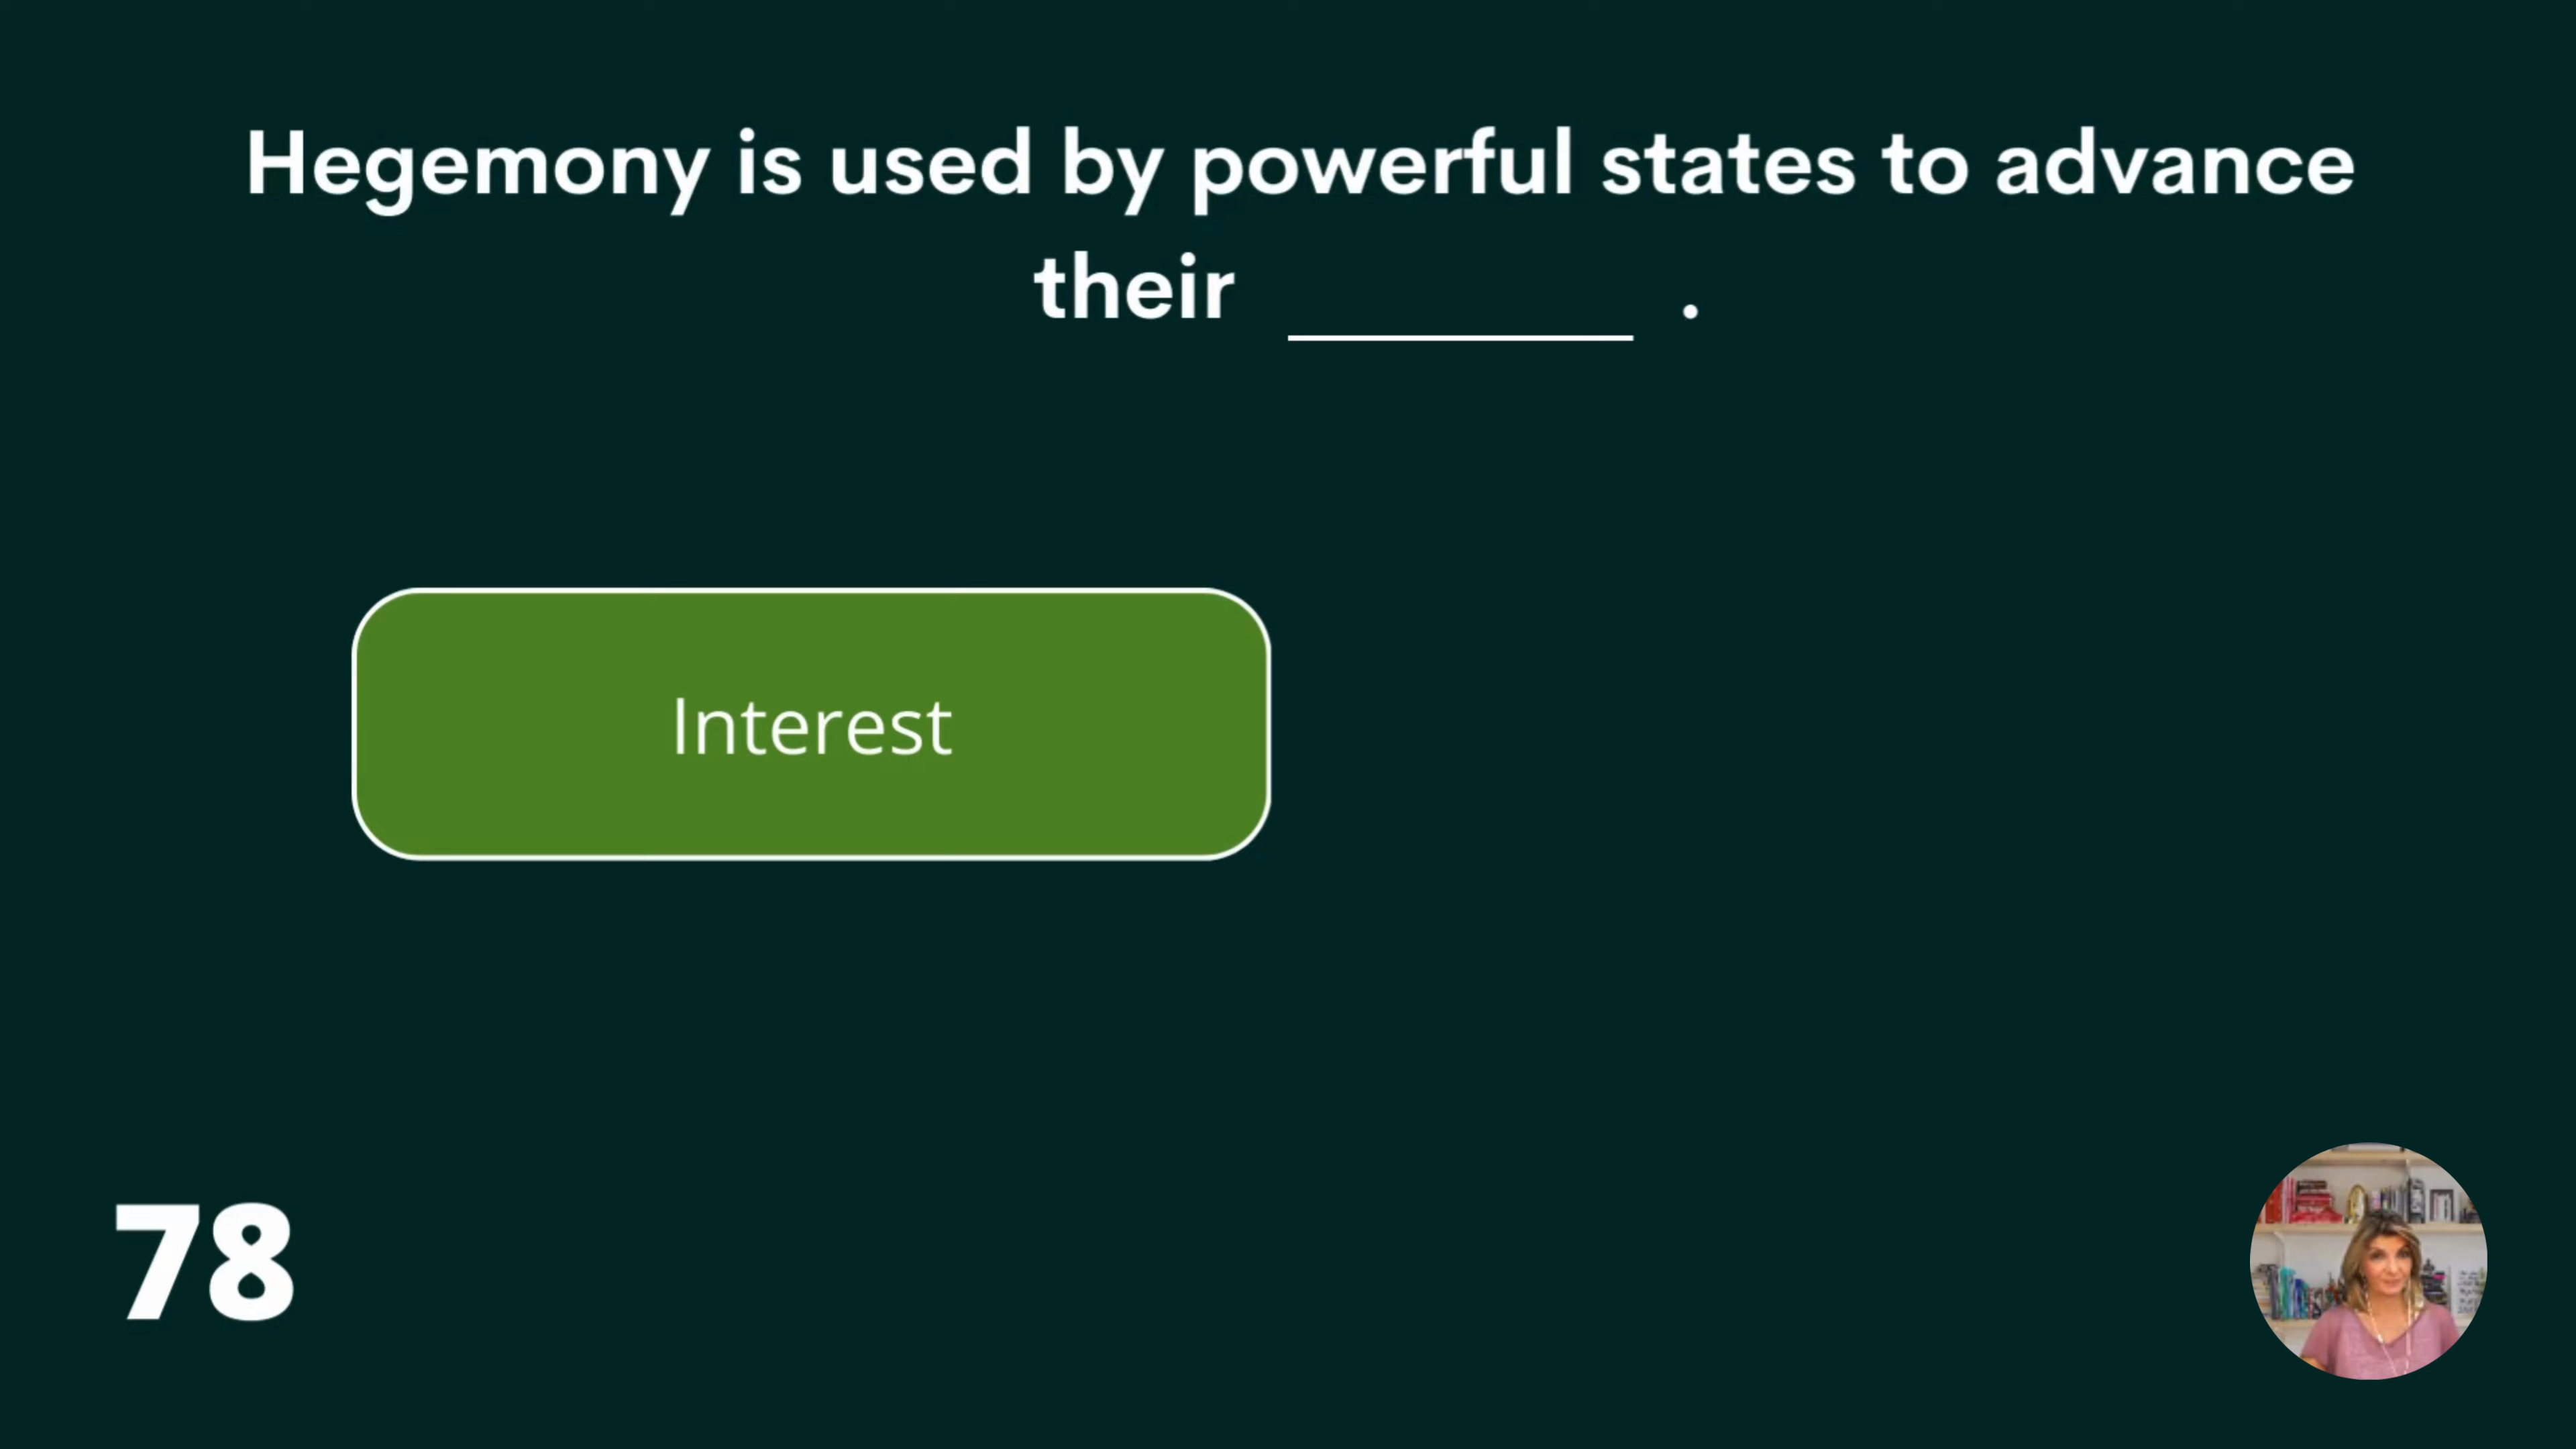 Hegemony is used by powerful states to advance
their ________ .
Interest
78